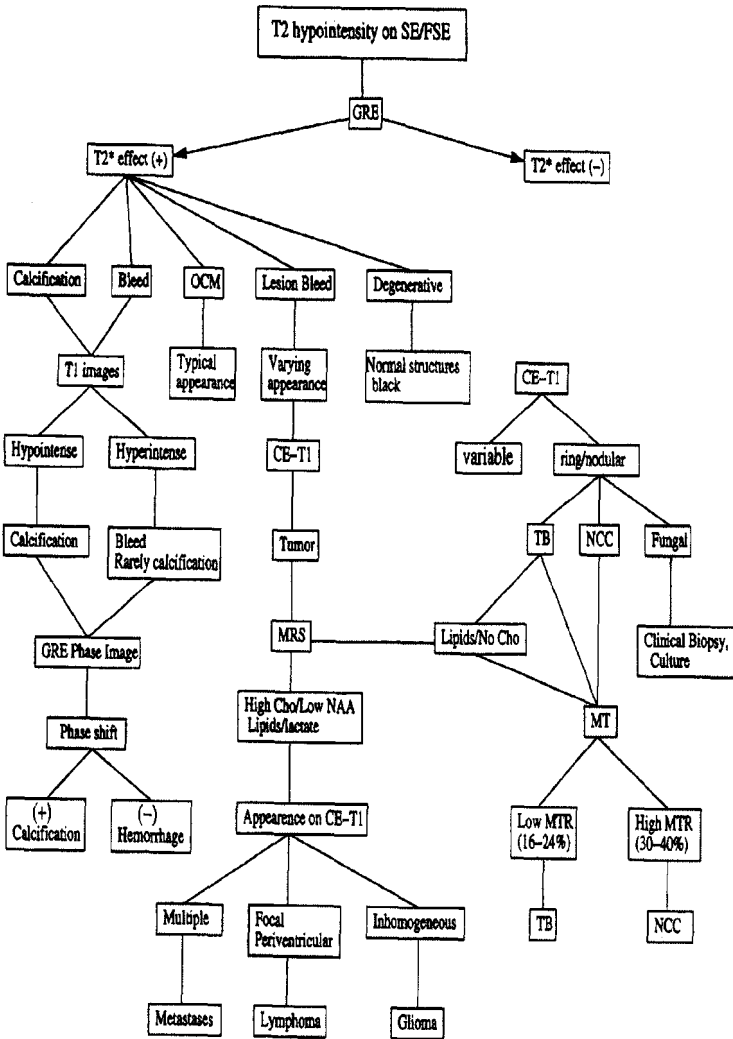 T2 hypointensity on SE/FSE
GRE
T2* effect (+)
T2* effect (−)
Calcification
Bleed
OCM
Lesion Bleed
Degenerative
T1 images
Typical
appearance
Varying
appearance
Normal structures
black
CE−T1
Hypointense
Hyperintense
CE−T1
variable
ring/nodular
Calcification
Bleed
Rarely calcification
Tumor
TB
NCC
Fungal
GRE Phase Image
MRS
Lipids/No Cho
Clinical Biopsy,
Culture
Phase shift
High Cho/Low NAA
Lipids/lactate
MT
(+)
Calcification
(−)
Hemorrhage
Appearence on CE−T1
Low MTR
(16−24%)
High MTR
(30−40%)
Multiple
Focal
Periventricular
Inhomogeneous
TB
NCC
Metastases
Lymphoma
Glioma